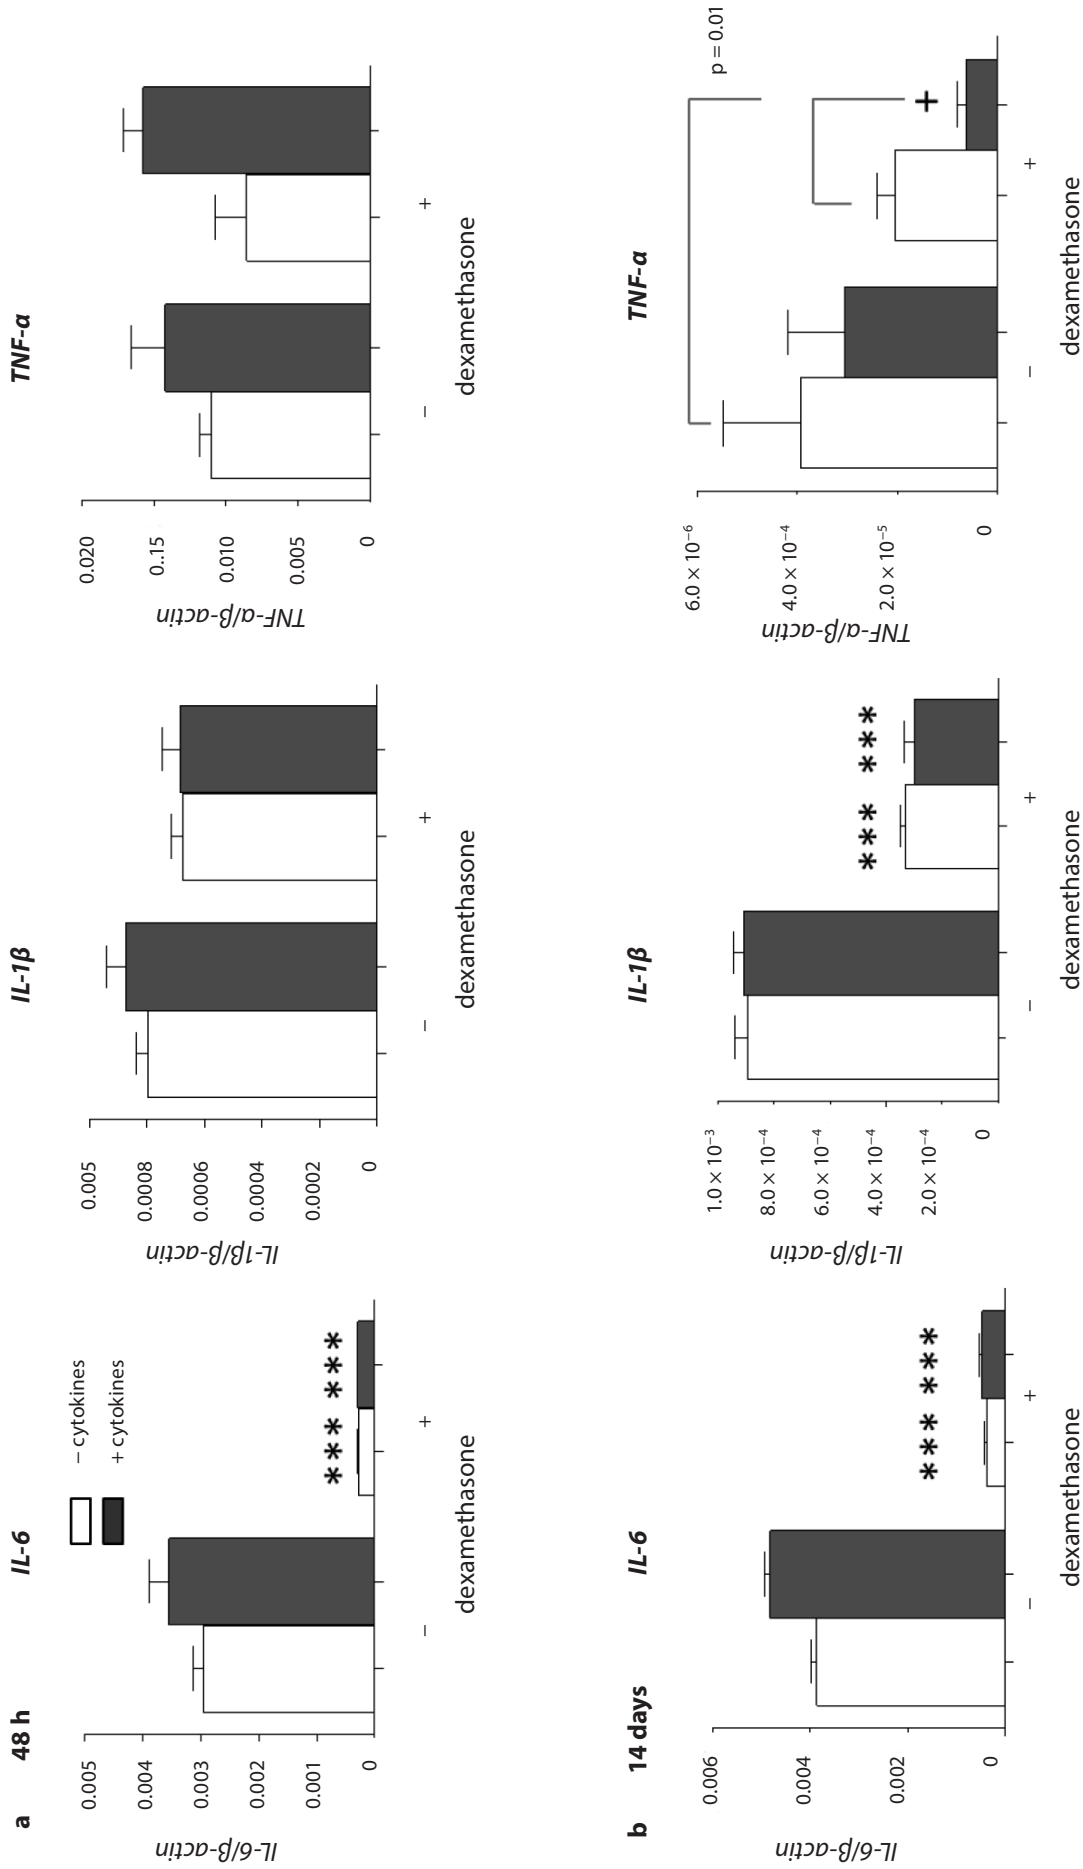 a 48 h
IL-6
– cytokines
+ cytokines
IL-6/β-actin
0.005
0.004
0.003
0.002
0.001
0
*** ***
– +
dexamethasone
IL-1β
IL-1β/β-actin
0.005
0.0008
0.0006
0.0004
0.0002
0
– +
dexamethasone
TNF-α
TNF-α/β-actin
0.020
0.15
0.010
0.005
0
– +
dexamethasone
b 14 days
IL-6
IL-6/β-actin
0.006
0.004
0.002
0
*** ***
– +
dexamethasone
IL-1β
IL-1β/β-actin
1.0 × 10⁻³
8.0 × 10⁻⁴
6.0 × 10⁻⁴
4.0 × 10⁻⁴
2.0 × 10⁻⁴
0
*** ***
– +
dexamethasone
TNF-α
TNF-α/β-actin
6.0 × 10⁻⁶
4.0 × 10⁻⁴
2.0 × 10⁻⁵
0
p = 0.01
+
– +
dexamethasone